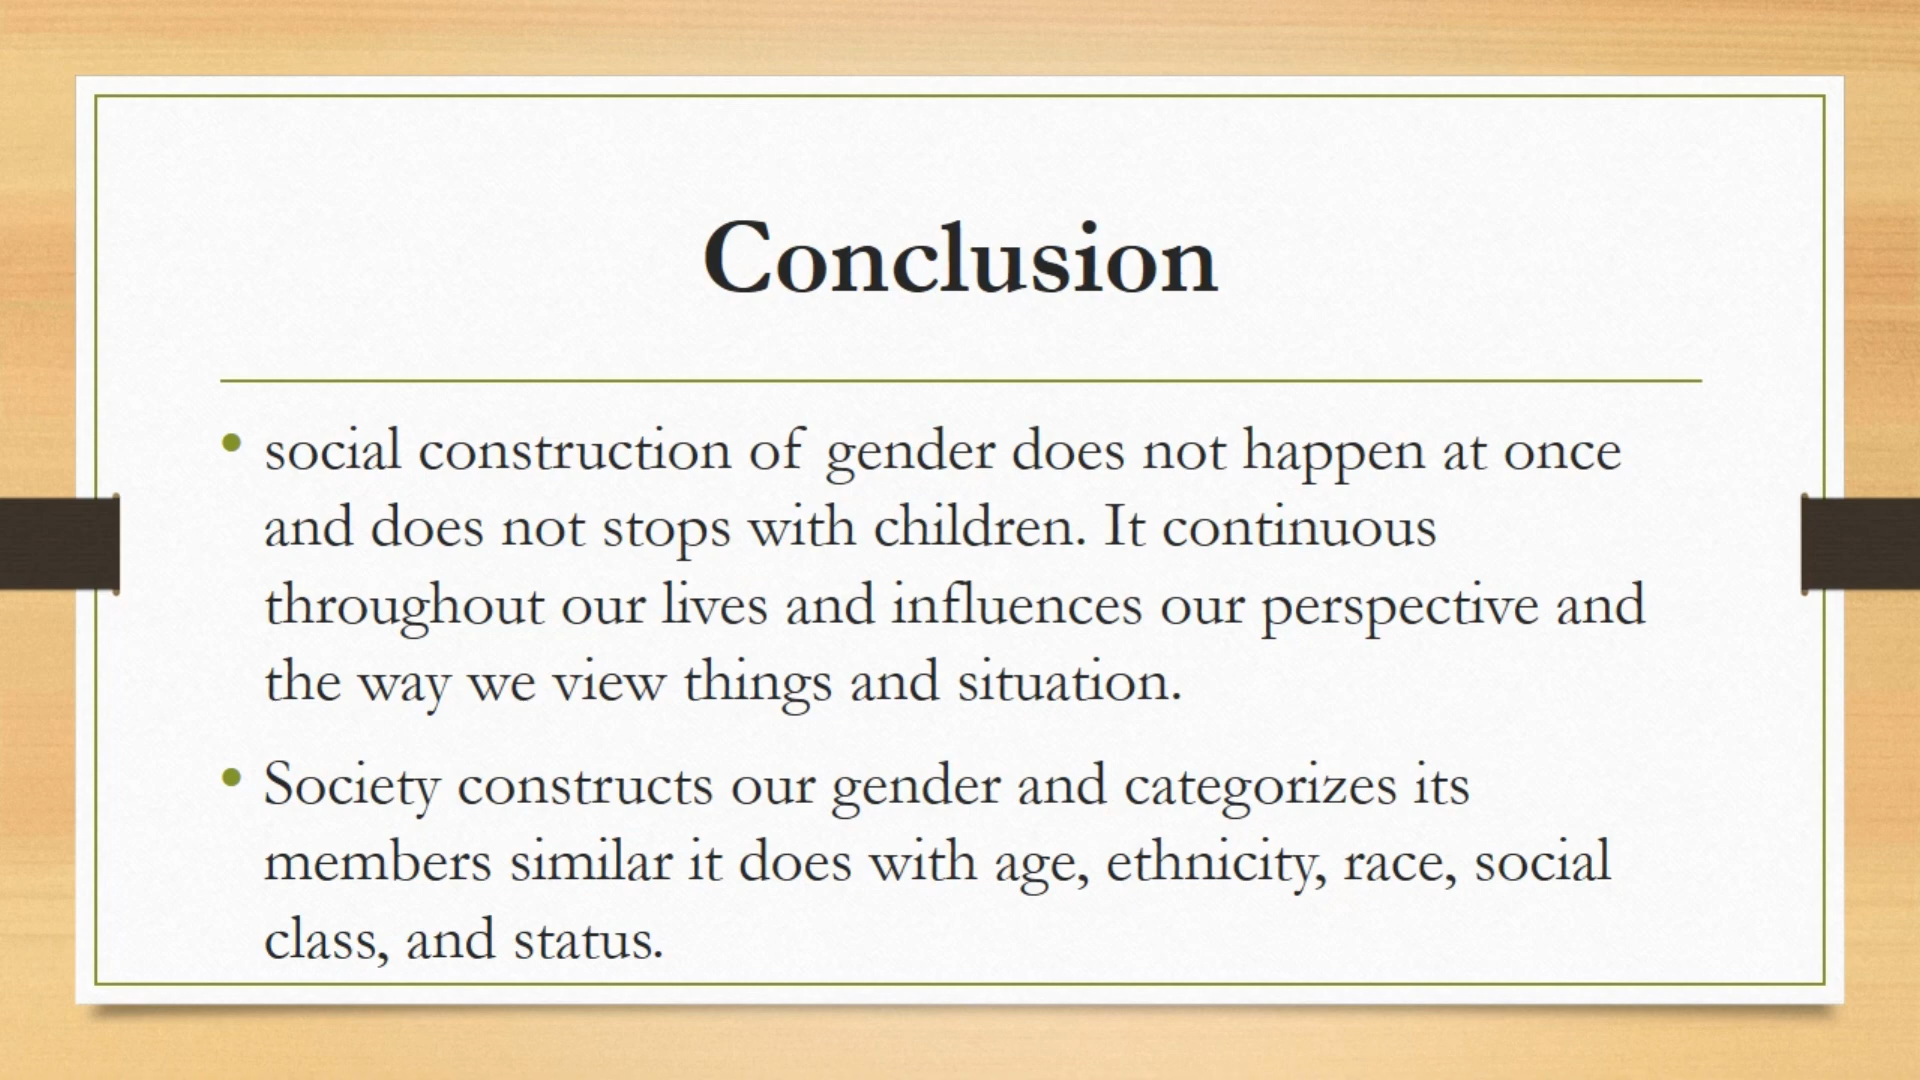 Conclusion
• social construction of gender does not happen at once
and does not stops with children. It continuous
throughout our lives and influences our perspective and
the way we view things and situation.
• Society constructs our gender and categorizes its
members similar it does with age, ethnicity, race, social
class, and status.